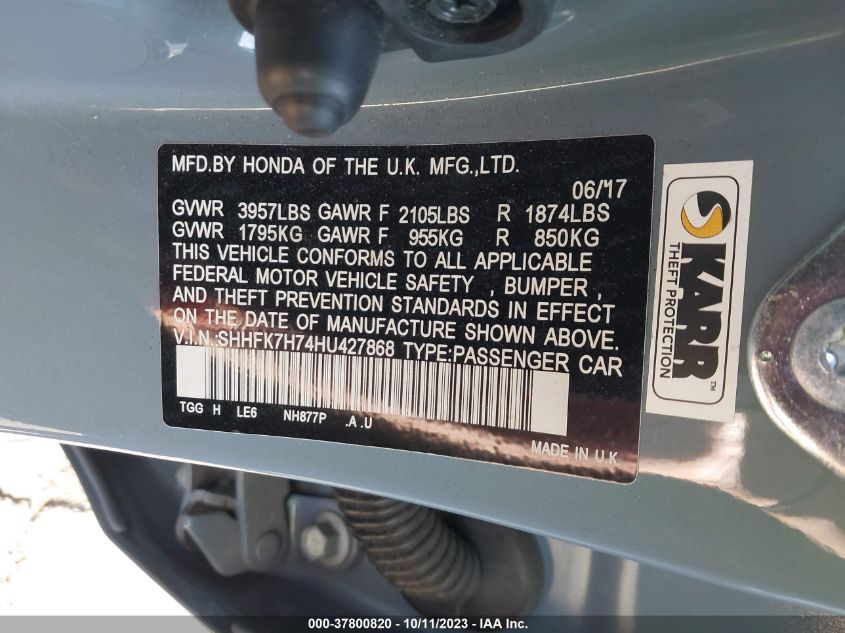 MFD.BY HONDA OF THE U.K. MFG.,LTD.
06/17
GVWR 3957LBS GAWR F 2105LBS R 1874LBS
GVWR 1795KG GAWR F 955KG R 850KG
THIS VEHICLE CONFORMS TO ALL APPLICABLE
FEDERAL MOTOR VEHICLE SAFETY , BUMPER ,
AND THEFT PREVENTION STANDARDS IN EFFECT
ON THE DATE OF MANUFACTURE SHOWN ABOVE.
V.I.N.:SHHFK7H74HU427868 TYPE:PASSENGER CAR
TGG H LE6 NH877P .A .U
MADE IN U.K.
KARR™
THEFT PROTECTION
000-37800820 - 10/11/2023 - IAA Inc.